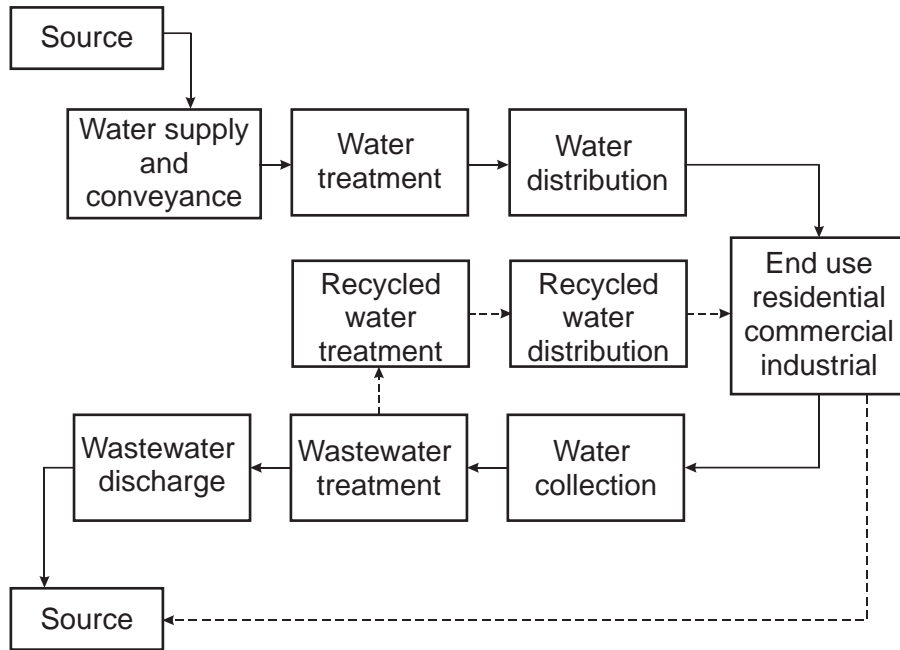 Source
Water supply
and
conveyance
Water
treatment
Water
distribution
End use
residential
commercial
industrial
Recycled
water
treatment
Recycled
water
distribution
Wastewater
discharge
Wastewater
treatment
Water
collection
Source